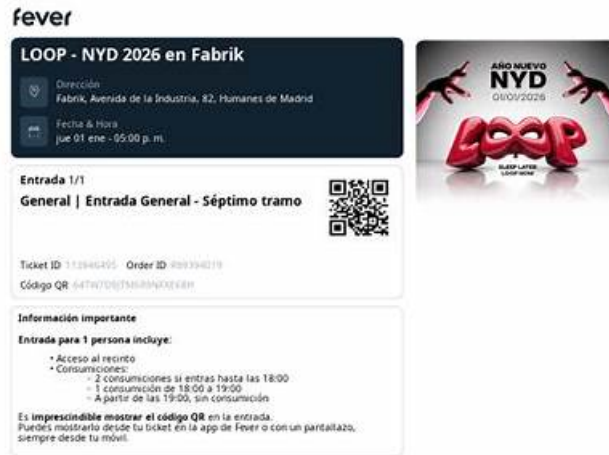 fever
LOOP - NYD 2026 en Fabrik
Dirección
Fabrik, Avenida de la Industria, 82, Humanes de Madrid
Fecha & Hora
jue 01 ene - 05:00 p. m.
AÑO NUEVO
NYD
01/01/2026
LOOP
SLEEP LATER
LOOP NOW
Entrada 1/1
General | Entrada General - Séptimo tramo
Ticket ID
Order ID
Código QR
Información importante
Entrada para 1 persona incluye:
• Acceso al recinto
• Consumiciones:
- 2 consumiciones si entras hasta las 18:00
- 1 consumición de 18:00 a 19:00
- A partir de las 19:00, sin consumición
Es imprescindible mostrar el código QR en la entrada.
Puedes mostrarlo desde tu ticket en la app de Fever o con un pantallazo,
siempre desde tu móvil.